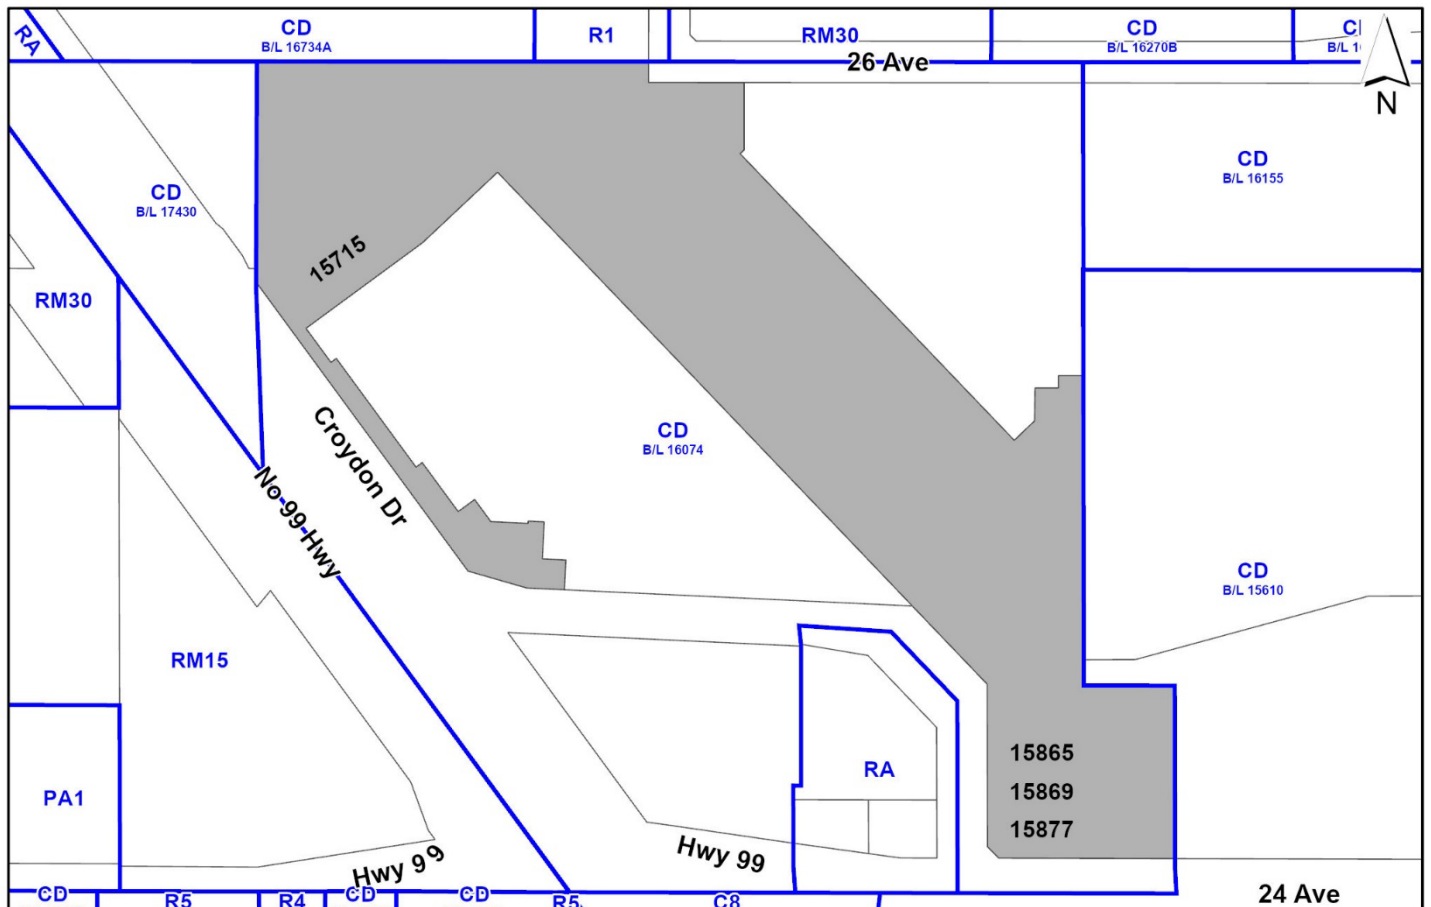 RA
CD
B/L 16734A
R1
RM30
CD
B/L 16270B
26 Ave
N
CD
B/L 17430
CD
B/L 16155
15715
RM30
Croydon Dr
CD
B/L 16074
No 99 Hwy
CD
B/L 15610
RM15
15865
15869
15877
RA
PA1
Hwy 99
Hwy 99
24 Ave
CD
R5
R4
CD
CD
R5
C8